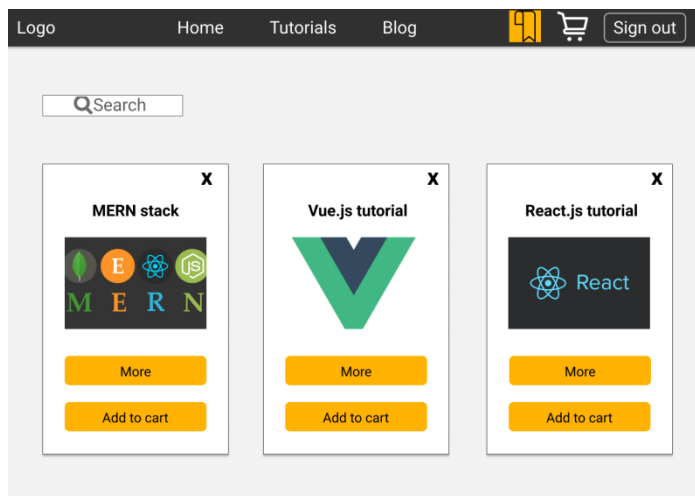 Logo Home Tutorials Blog Sign out
Search
X X X
MERN stack Vue.js tutorial React.js tutorial
E JS React
M E R N
More More More
Add to cart Add to cart Add to cart